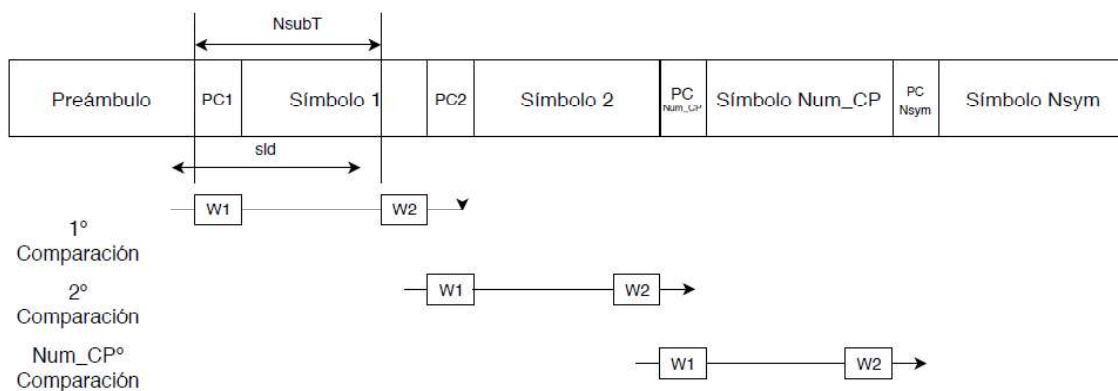 NsubT
Preámbulo
PC1
Símbolo 1
PC2
Símbolo 2
PC
Num_CP
Símbolo Num_CP
PC
Nsym
Símbolo Nsym
sld
W1
W2
1º
Comparación
W1
W2
2º
Comparación
W1
W2
Num_CPº
Comparación